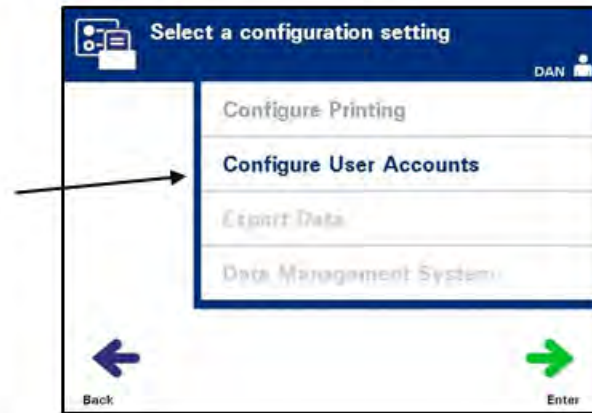 Select a configuration setting
DAN
Configure Printing
Configure User Accounts
Export Data
Data Management System
Back
Enter